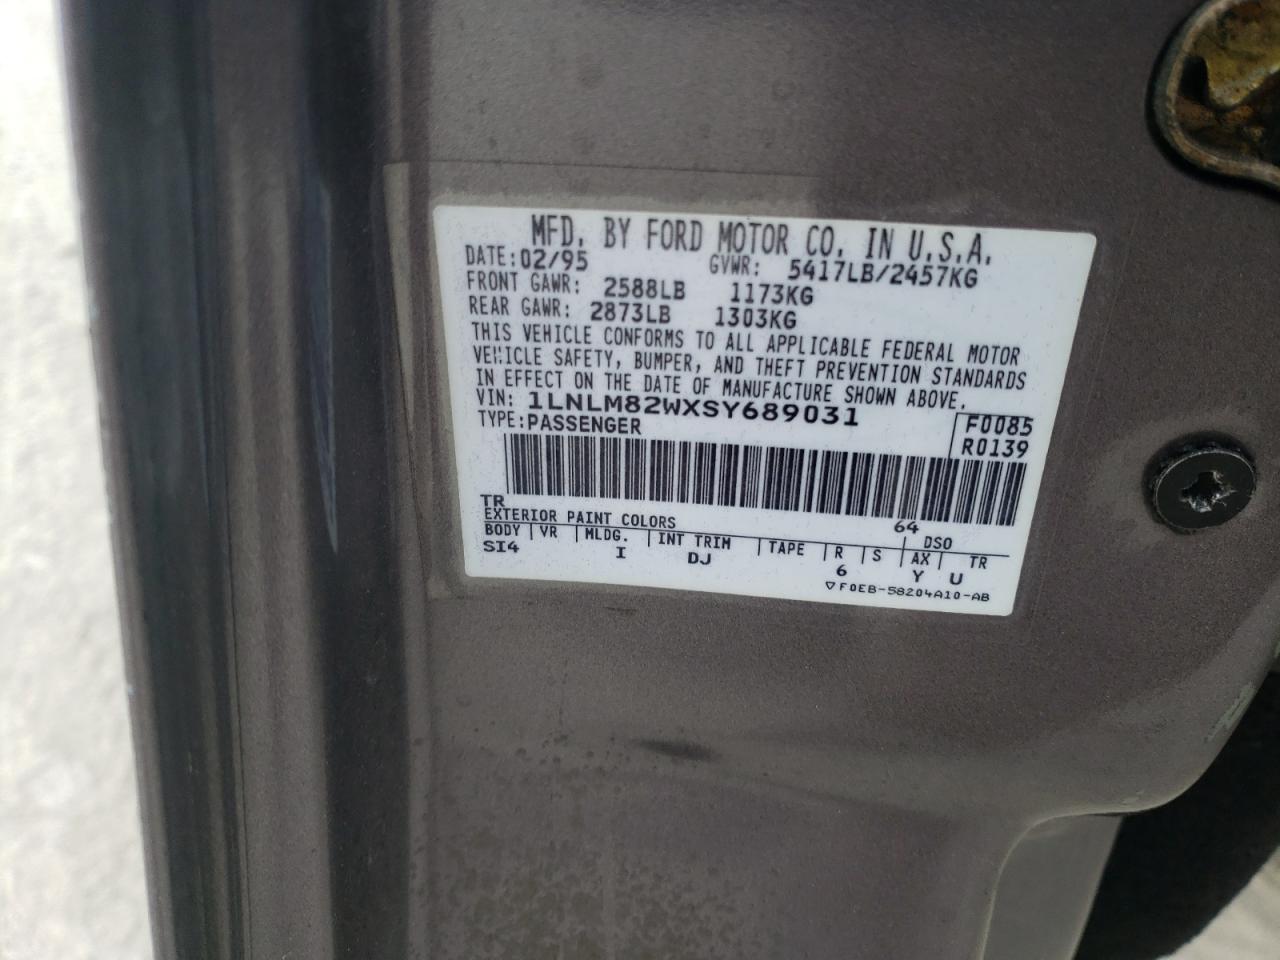 MFD. BY FORD MOTOR CO. IN U.S.A.
DATE:02/95 GVWR: 5417LB/2457KG
FRONT GAWR: 2588LB 1173KG
REAR GAWR: 2873LB 1303KG
THIS VEHICLE CONFORMS TO ALL APPLICABLE FEDERAL MOTOR
VEHICLE SAFETY, BUMPER, AND THEFT PREVENTION STANDARDS
IN EFFECT ON THE DATE OF MANUFACTURE SHOWN ABOVE.
VIN: 1LNLM82WXSY689031
TYPE:PASSENGER
F0085
R0139
TR 64
EXTERIOR PAINT COLORS DSO
BODY VR MLDG. INT TRIM TAPE R S AX TR
SI4 I DJ 6 Y U
F0EB-58204A10-AB